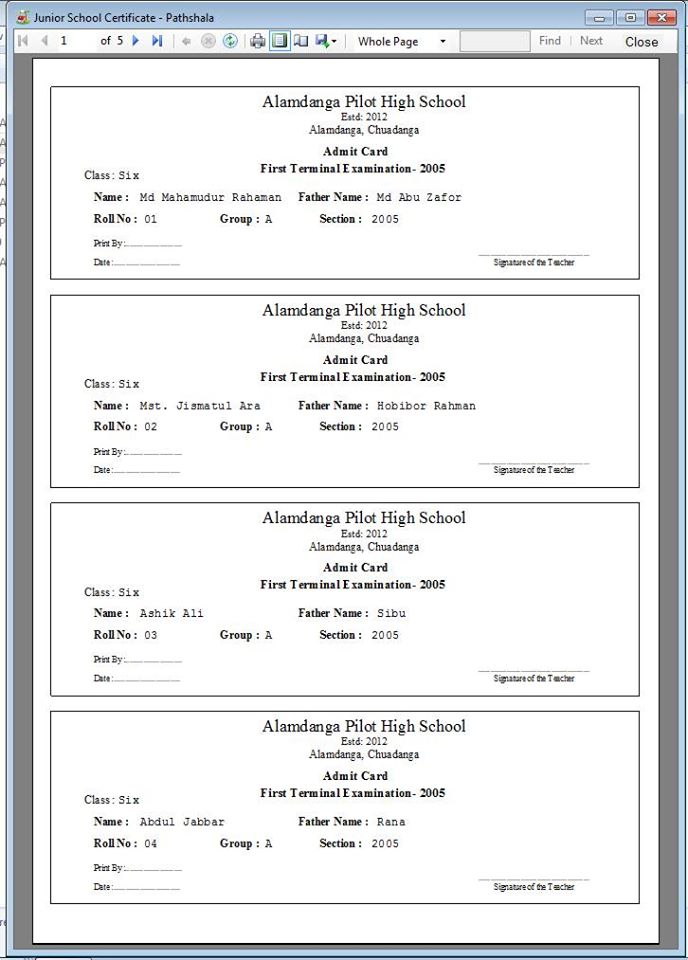 Junior School Certificate - Pathshala
1 of 5 Whole Page Find | Next Close
Alamdanga Pilot High School
Estd: 2012
Alamdanga, Chuadanga
Admit Card
First Terminal Examination- 2005
Class: Six
Name : Md Mahamudur Rahaman Father Name : Md Abu Zafor
Roll No : 01 Group : A Section : 2005
Print By:....................
Date:.......................
Signature of the Teacher
Alamdanga Pilot High School
Estd: 2012
Alamdanga, Chuadanga
Admit Card
First Terminal Examination- 2005
Class: Six
Name : Mst. Jismatul Ara Father Name : Hobibor Rahman
Roll No : 02 Group : A Section : 2005
Print By:....................
Date:.......................
Signature of the Teacher
Alamdanga Pilot High School
Estd: 2012
Alamdanga, Chuadanga
Admit Card
First Terminal Examination- 2005
Class: Six
Name : Ashik Ali Father Name : Sibu
Roll No : 03 Group : A Section : 2005
Print By:....................
Date:.......................
Signature of the Teacher
Alamdanga Pilot High School
Estd: 2012
Alamdanga, Chuadanga
Admit Card
First Terminal Examination- 2005
Class: Six
Name : Abdul Jabbar Father Name : Rana
Roll No : 04 Group : A Section : 2005
Print By:....................
Date:.......................
Signature of the Teacher